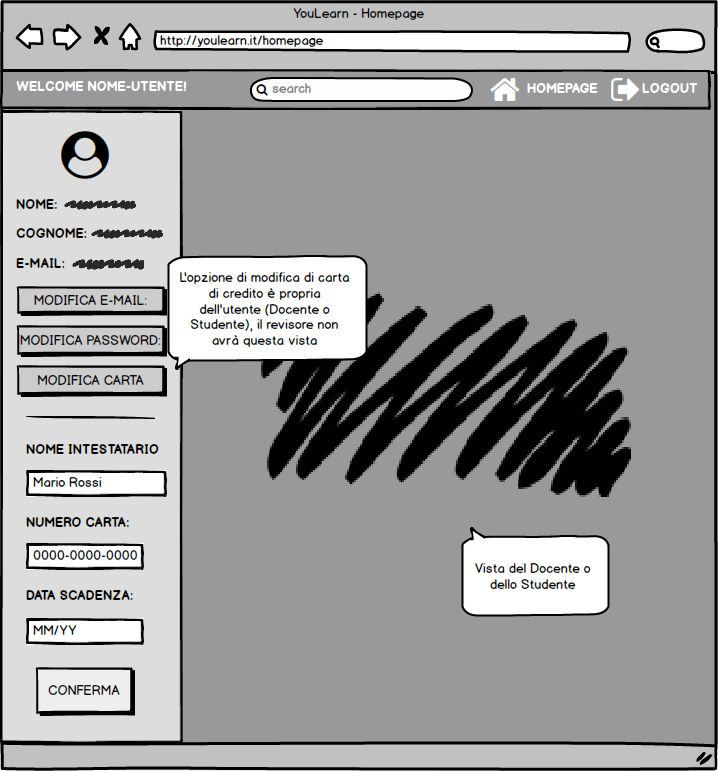 YouLearn - Homepage
http://youlearn.it/homepage
WELCOME NOME-UTENTE!
search
HOMEPAGE
LOGOUT
NOME:
COGNOME:
E-MAIL:
MODIFICA E-MAIL:
MODIFICA PASSWORD:
MODIFICA CARTA
L'opzione di modifica di carta
di credito è propria
dell'utente (Docente o
Studente), il revisore non
avrà questa vista
NOME INTESTATARIO
Mario Rossi
NUMERO CARTA:
0000-0000-0000
DATA SCADENZA:
MM/YY
CONFERMA
Vista del Docente o
dello Studente